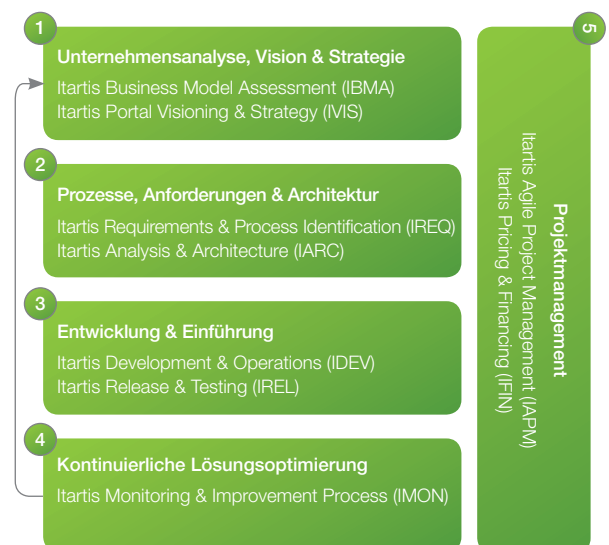 1
Unternehmensanalyse, Vision & Strategie
Itartis Business Model Assessment (IBMA)
Itartis Portal Visioning & Strategy (IVIS)
2
Prozesse, Anforderungen & Architektur
Itartis Requirements & Process Identification (IREQ)
Itartis Analysis & Architecture (IARC)
3
Entwicklung & Einführung
Itartis Development & Operations (IDEV)
Itartis Release & Testing (IREL)
4
Kontinuierliche Lösungsoptimierung
Itartis Monitoring & Improvement Process (IMON)
5
Projektmanagement
Itartis Agile Project Management (IAPM)
Itartis Pricing & Financing (IFIN)